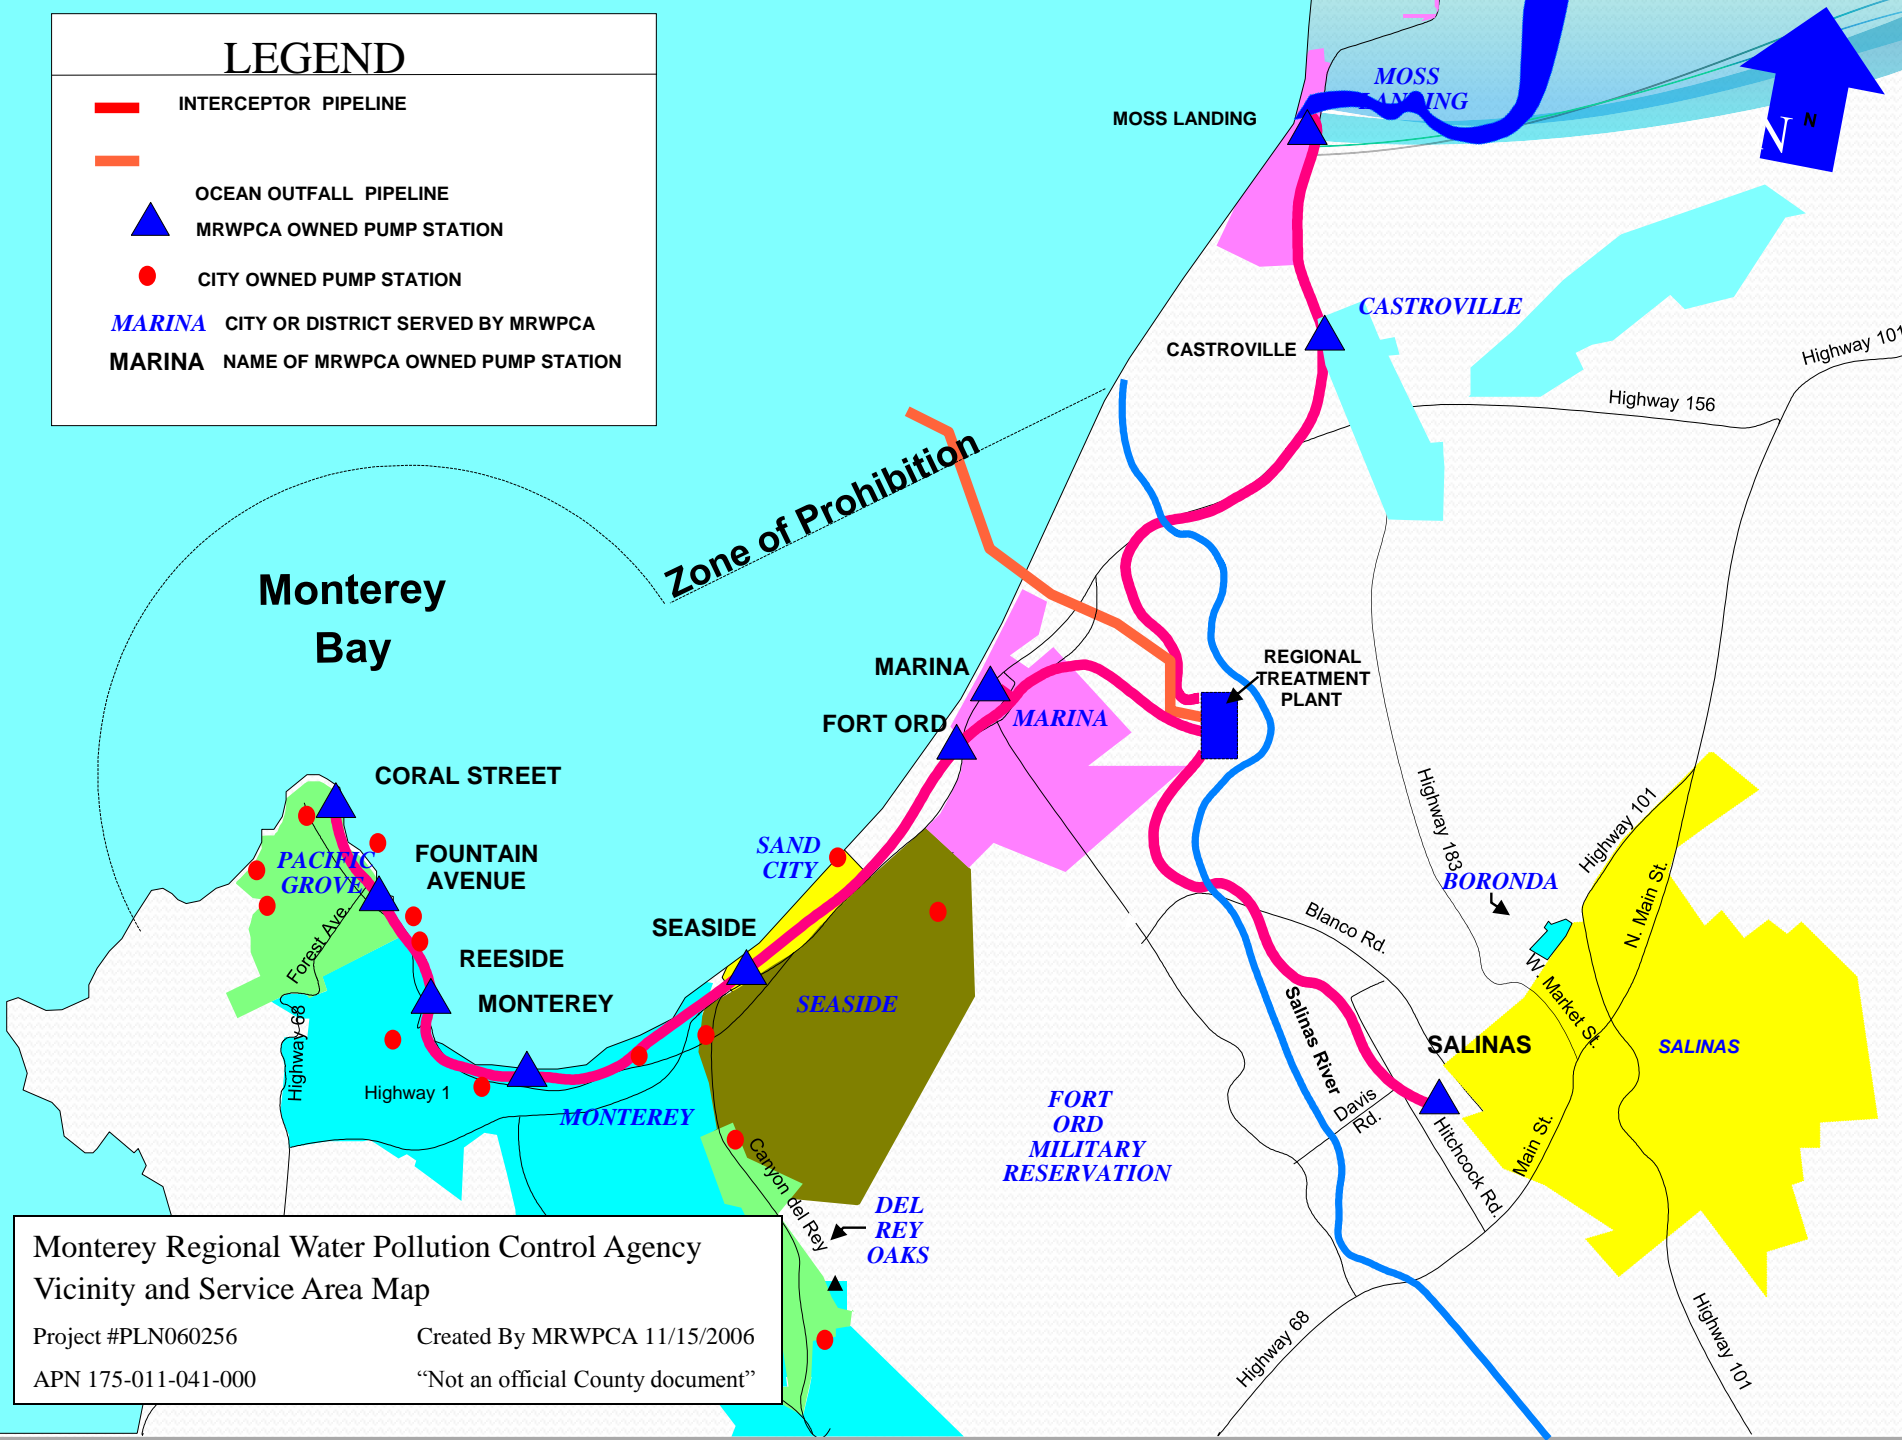 LEGEND
INTERCEPTOR PIPELINE
OCEAN OUTFALL PIPELINE
MRWPCA OWNED PUMP STATION
CITY OWNED PUMP STATION
MARINA CITY OR DISTRICT SERVED BY MRWPCA
MARINA NAME OF MRWPCA OWNED PUMP STATION
MOSS
LANDING
MOSS LANDING
N
N
CASTROVILLE
CASTROVILLE
Highway 101
Highway 156
Zone of Prohibition
Monterey
Bay
MARINA
REGIONAL
TREATMENT
PLANT
FORT ORD
MARINA
CORAL STREET
FOUNTAIN
AVENUE
PACIFIC
GROVE
SAND
CITY
Highway 183
Highway 101
BORONDA
Forest Ave.
SEASIDE
Blanco Rd.
N. Main St.
REESIDE
MONTEREY
SEASIDE
W. Market St.
Salinas River
SALINAS
SALINAS
Highway 68
Highway 1
MONTEREY
FORT
ORD
MILITARY
RESERVATION
Davis
Rd.
Hitchcock Rd.
Main St.
Canyon del Rey
DEL
REY
OAKS
Highway 68
Highway 101
Monterey Regional Water Pollution Control Agency
Vicinity and Service Area Map
Project #PLN060256 Created By MRWPCA 11/15/2006
APN 175-011-041-000 “Not an official County document”